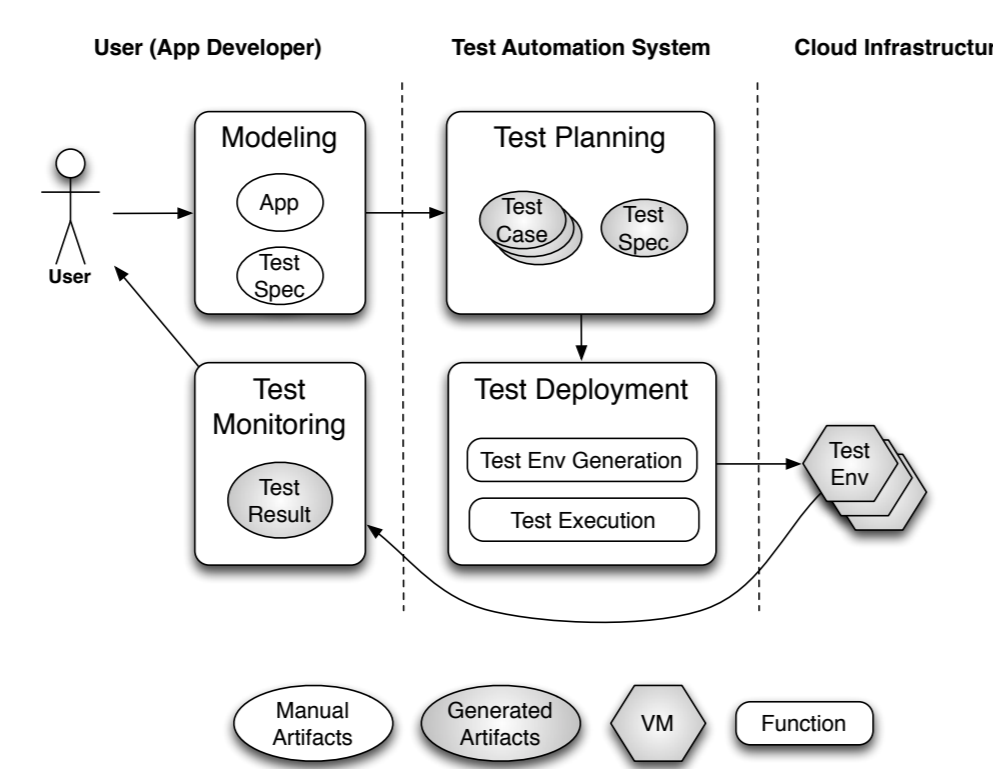 User (App Developer)
Test Automation System
Cloud Infrastructur
Modeling
App
Test
Spec
User
Test Planning
Test
Case
Test
Spec
Test
Monitoring
Test
Result
Test Deployment
Test Env Generation
Test Execution
Test
Env
Manual
Artifacts
Generated
Artifacts
VM
Function